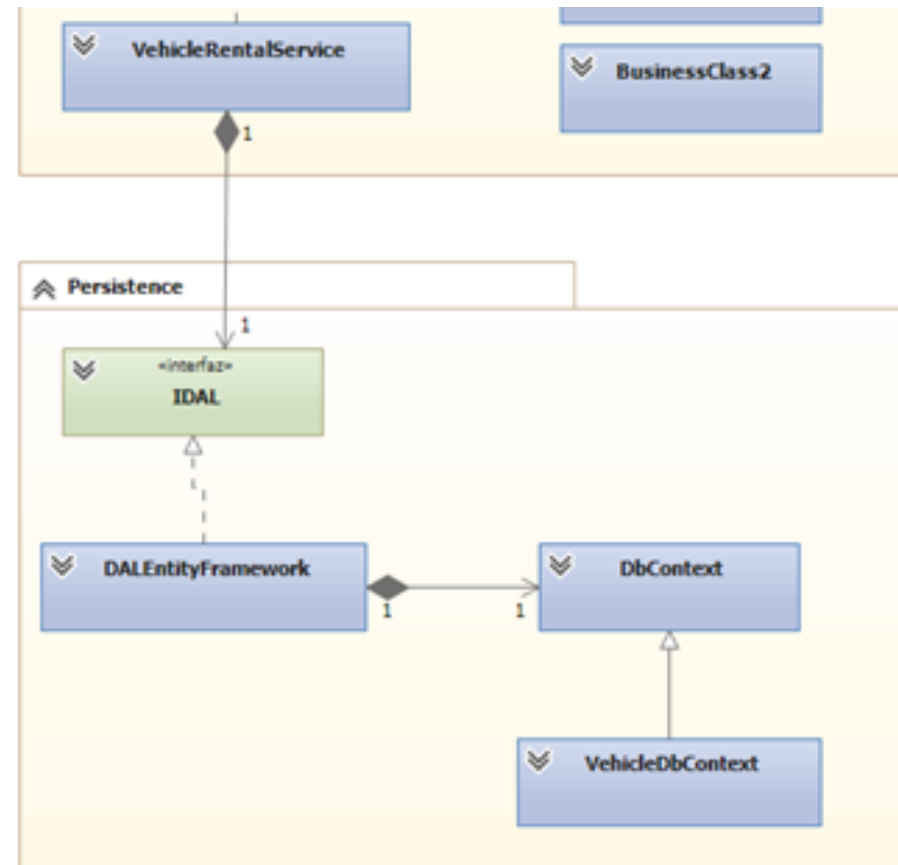 VehicleRentalService
BusinessClass2
1
Persistence
1
«interfaz»
IDAL
DALEntityFramework
DbContext
1
1
VehicleDbContext